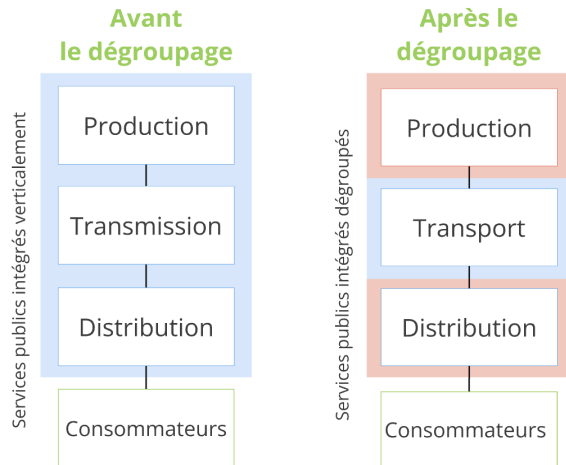 Avant
le dégroupage
Services publics intégrés verticalement
Production
Transmission
Distribution
Consommateurs
Après le
dégroupage
Services publics intégrés dégroupés
Production
Transport
Distribution
Consommateurs